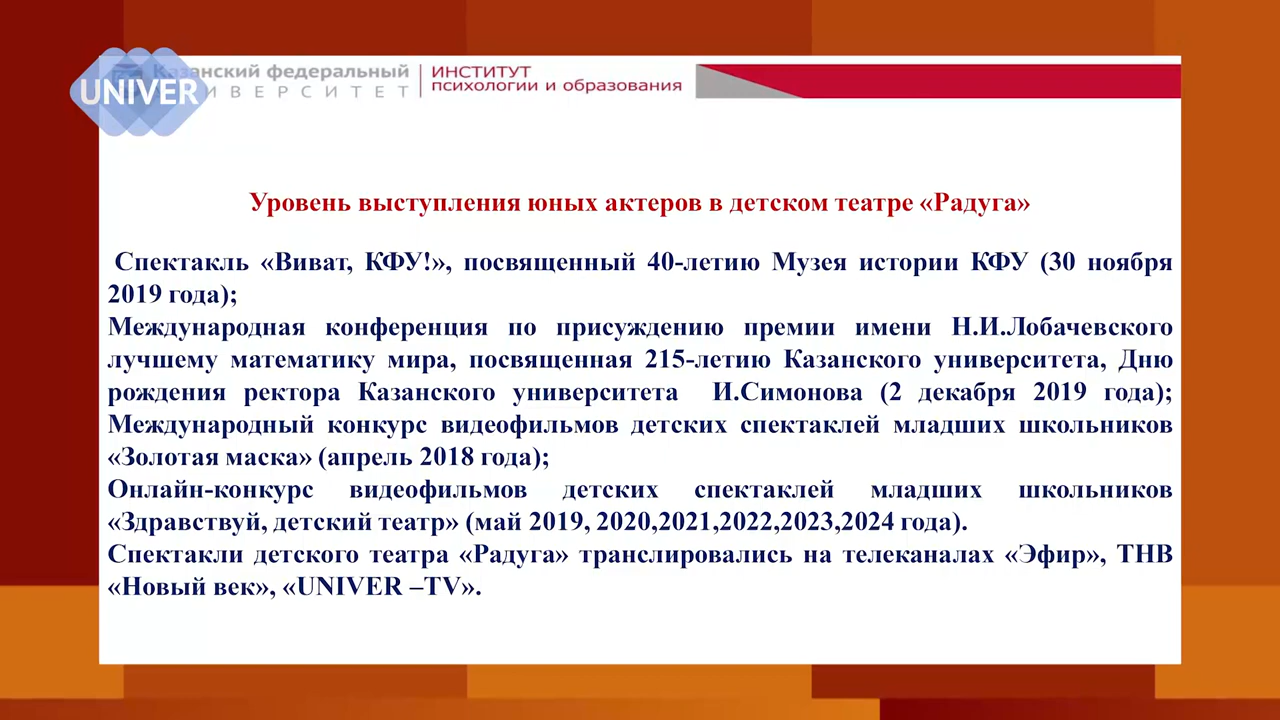 Казанский федеральный
УНИВЕРСИТЕТ
UNIVER
ИНСТИТУТ
психологии и образования
Уровень выступления юных актеров в детском театре «Радуга»
Спектакль «Виват, КФУ!», посвященный 40-летию Музея истории КФУ (30 ноября
2019 года);
Международная конференция по присуждению премии имени Н.И.Лобачевского
лучшему математику мира, посвященная 215-летию Казанского университета, Дню
рождения ректора Казанского университета И.Симонова (2 декабря 2019 года);
Международный конкурс видеофильмов детских спектаклей младших школьников
«Золотая маска» (апрель 2018 года);
Онлайн-конкурс видеофильмов детских спектаклей младших школьников
«Здравствуй, детский театр» (май 2019, 2020,2021,2022,2023,2024 года).
Спектакли детского театра «Радуга» транслировались на телеканалах «Эфир», ТНВ
«Новый век», «UNIVER –TV».